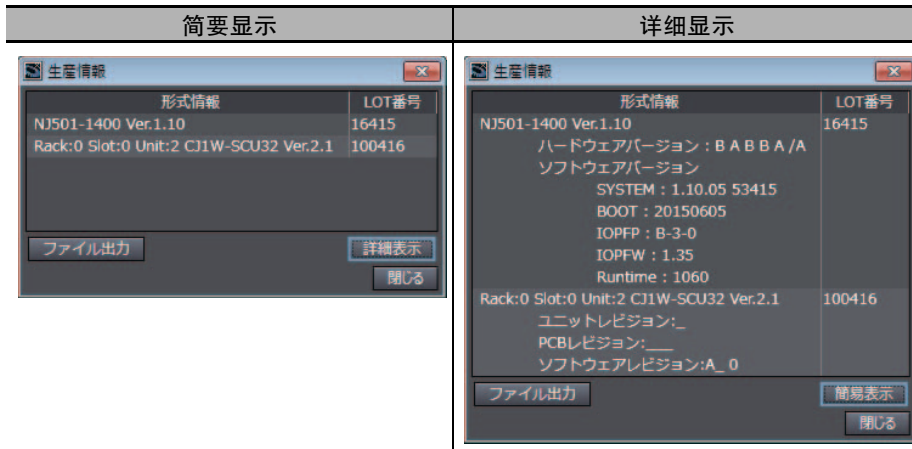 简要显示
详细显示
生産情報
形式情報 LOT番号
NJ501-1400 Ver.1.10 16415
Rack:0 Slot:0 Unit:2 CJ1W-SCU32 Ver.2.1 100416
ファイル出力 詳細表示
閉じる
生産情報
形式情報 LOT番号
NJ501-1400 Ver.1.10 16415
ハードウェアバージョン : B A B B A /A
ソフトウェアバージョン
SYSTEM : 1.10.05 53415
BOOT : 20150605
IOPFP : B-3-0
IOPFW : 1.35
Runtime : 1060
Rack:0 Slot:0 Unit:2 CJ1W-SCU32 Ver.2.1 100416
ユニットレビジョン:_
PCBレビジョン:___
ソフトウェアレビジョン:A_ 0
ファイル出力 簡易表示
閉じる